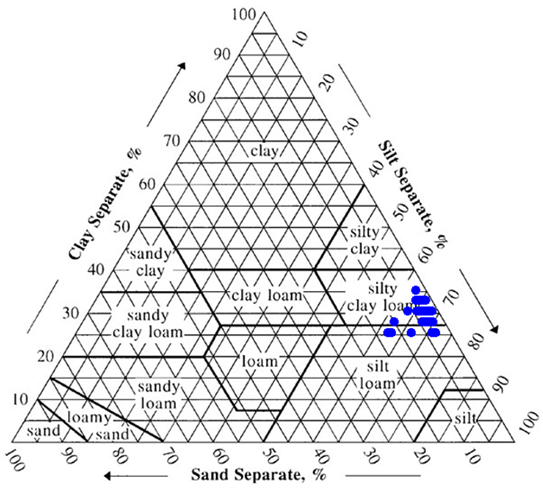 100
10
90
20
80
30
70
clay
40
60
50
50
silty
clay
60
sandy
clay
40
clay loam
silty
clay loam
70
30
sandy
clay loam
80
20
loam
silt
loam
90
sandy
loam
10
loamy
sand
sand
silt
100
100
90
80
70
60
50
40
30
20
10
Clay Separate, %
Silt Separate, %
Sand Separate, %